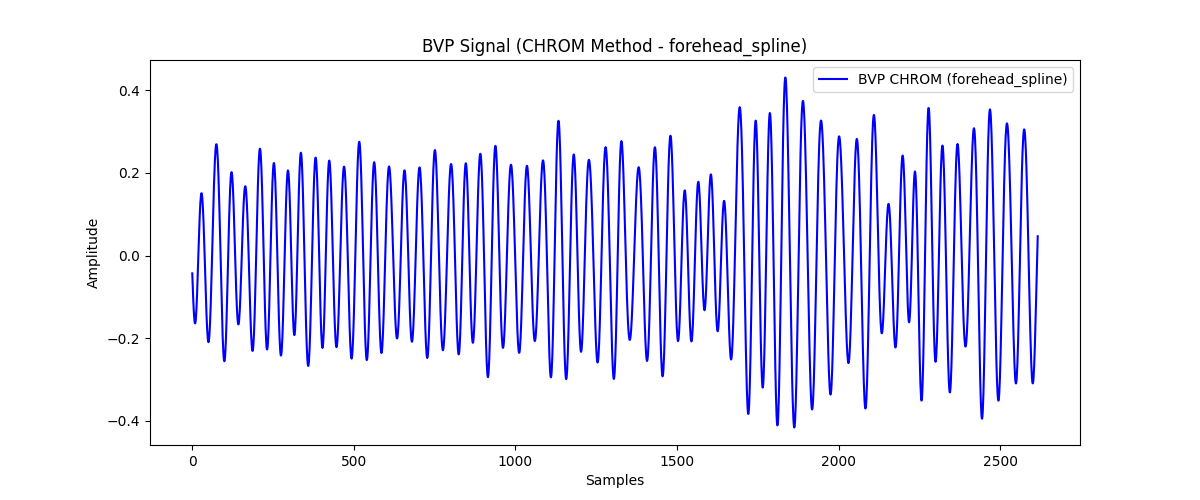 BVP Signal (CHROM Method - forehead_spline)
BVP CHROM (forehead_spline)
Amplitude
0.4
0.2
0.0
−0.2
−0.4
0 500 1000 1500 2000 2500
Samples